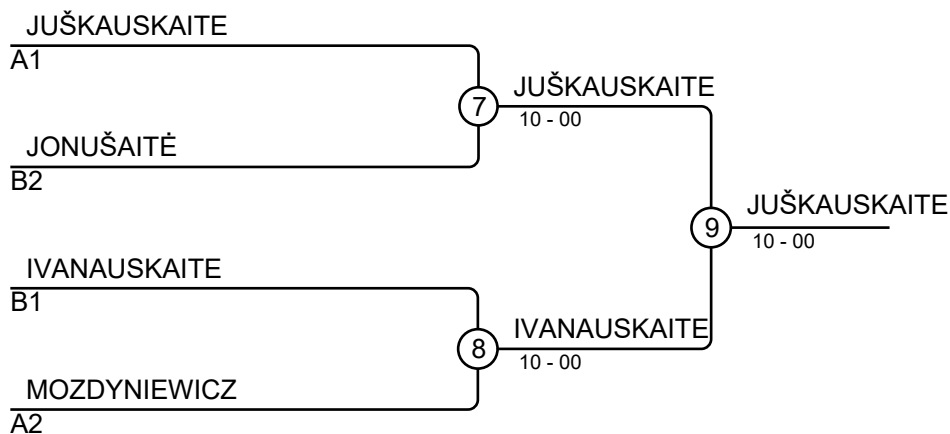 JUŠKAUSKAITE
A1
7
JUŠKAUSKAITE
10 - 00
JONUŠAITĖ
B2
9
JUŠKAUSKAITE
10 - 00
IVANAUSKAITE
B1
8
IVANAUSKAITE
10 - 00
MOZDYNIEWICZ
A2